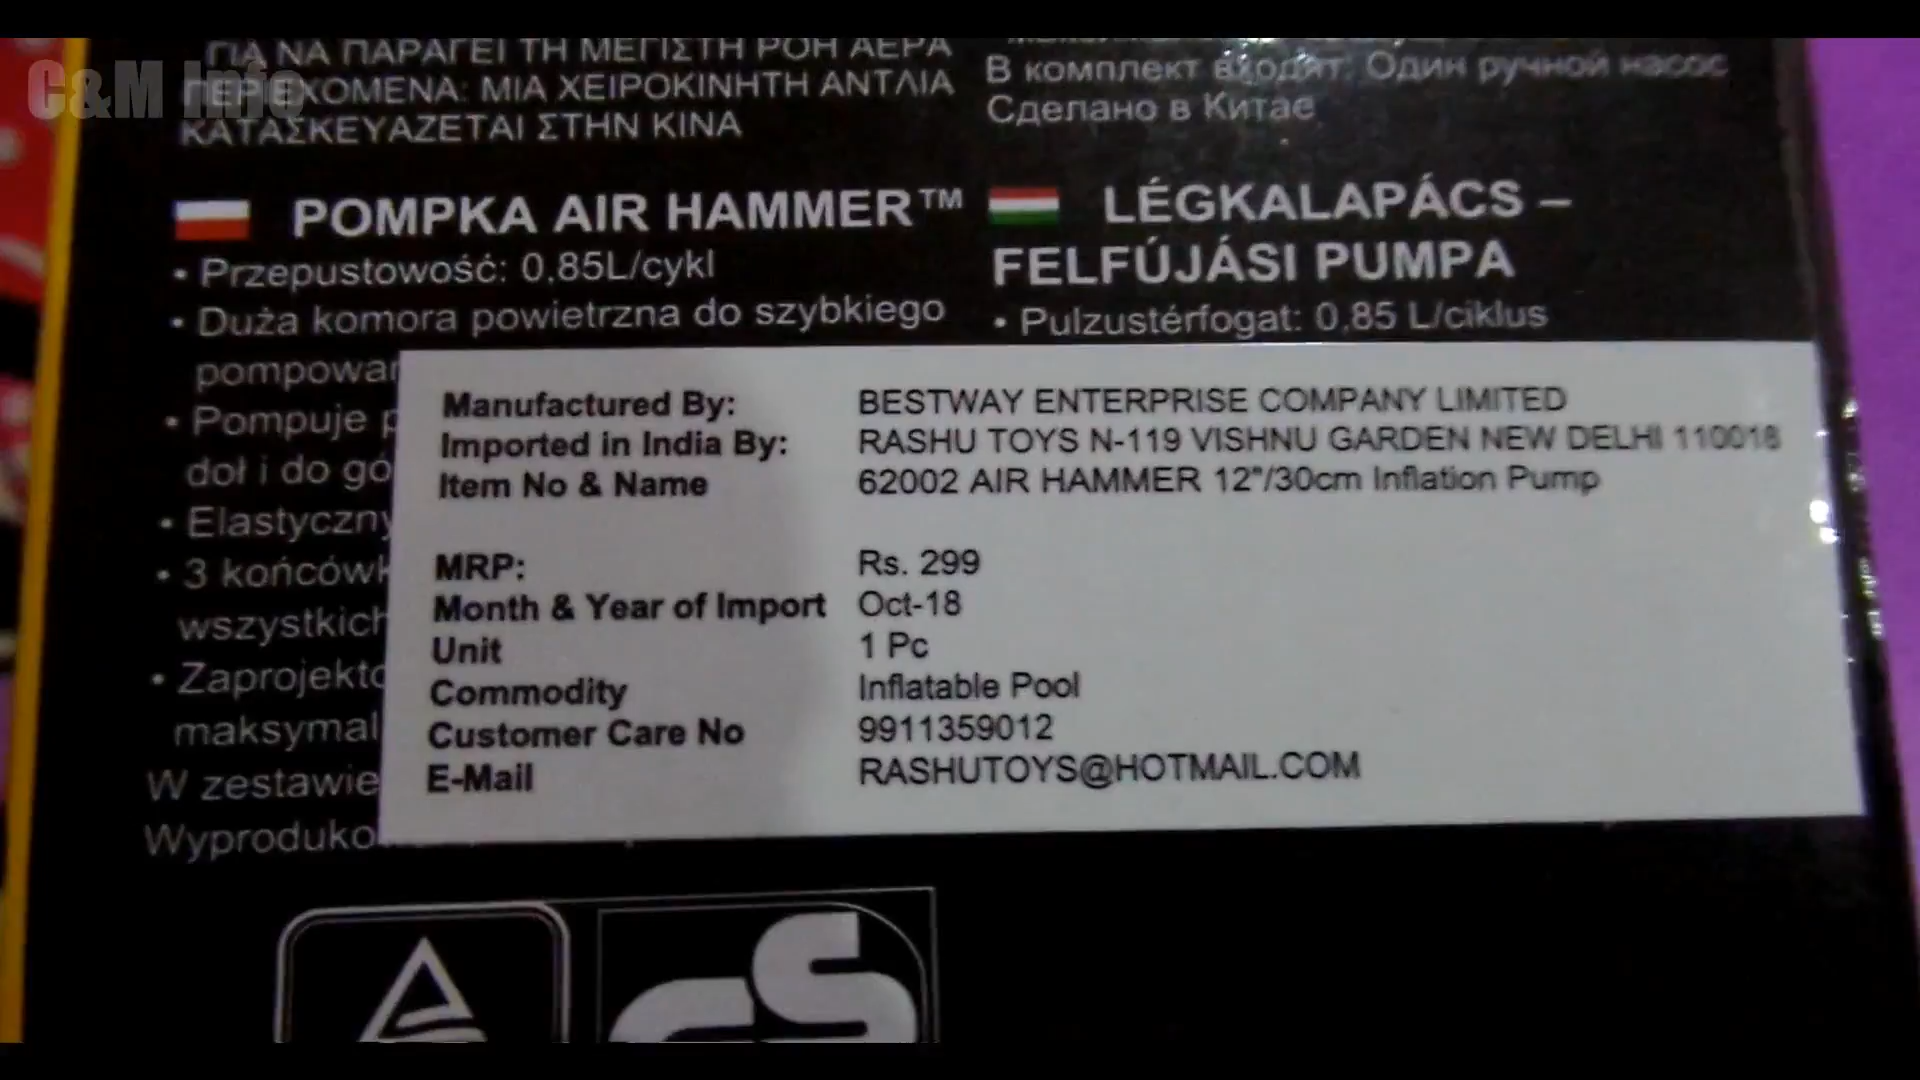 C&M Info
ΓΙΑ ΝΑ ΠΑΡΑΓΕΙ ΤΗ ΜΕΓΙΣΤΗ ΡΟΗ ΑΕΡΑ
ΠΕΡΙΕΧΟΜΕΝΑ: ΜΙΑ ΧΕΙΡΟΚΙΝΗΤΗ ΑΝΤΛΙΑ
ΚΑΤΑΣΚΕΥΑΖΕΤΑΙ ΣΤΗΝ ΚΙΝΑ
В комплект входят: Один ручной насос
Сделано в Китае
POMPKA AIR HAMMER™
• Przepustowość: 0,85L/cykl
• Duża komora powietrzna do szybkiego
pompowan
• Pompuje p
dół i do gó
• Elastyczny
• 3 końcówk
wszystkich
• Zaprojekto
maksymal
W zestawie
Wyproduko
LÉGKALAPÁCS –
FELFÚJÁSI PUMPA
• Pulzustérfogat: 0,85 L/ciklus
Manufactured By: BESTWAY ENTERPRISE COMPANY LIMITED
Imported in India By: RASHU TOYS N-119 VISHNU GARDEN NEW DELHI 110018
Item No & Name 62002 AIR HAMMER 12"/30cm Inflation Pump
MRP: Rs. 299
Month & Year of Import Oct-18
Unit 1 Pc
Commodity Inflatable Pool
Customer Care No 9911359012
E-Mail RASHUTOYS@HOTMAIL.COM
GS